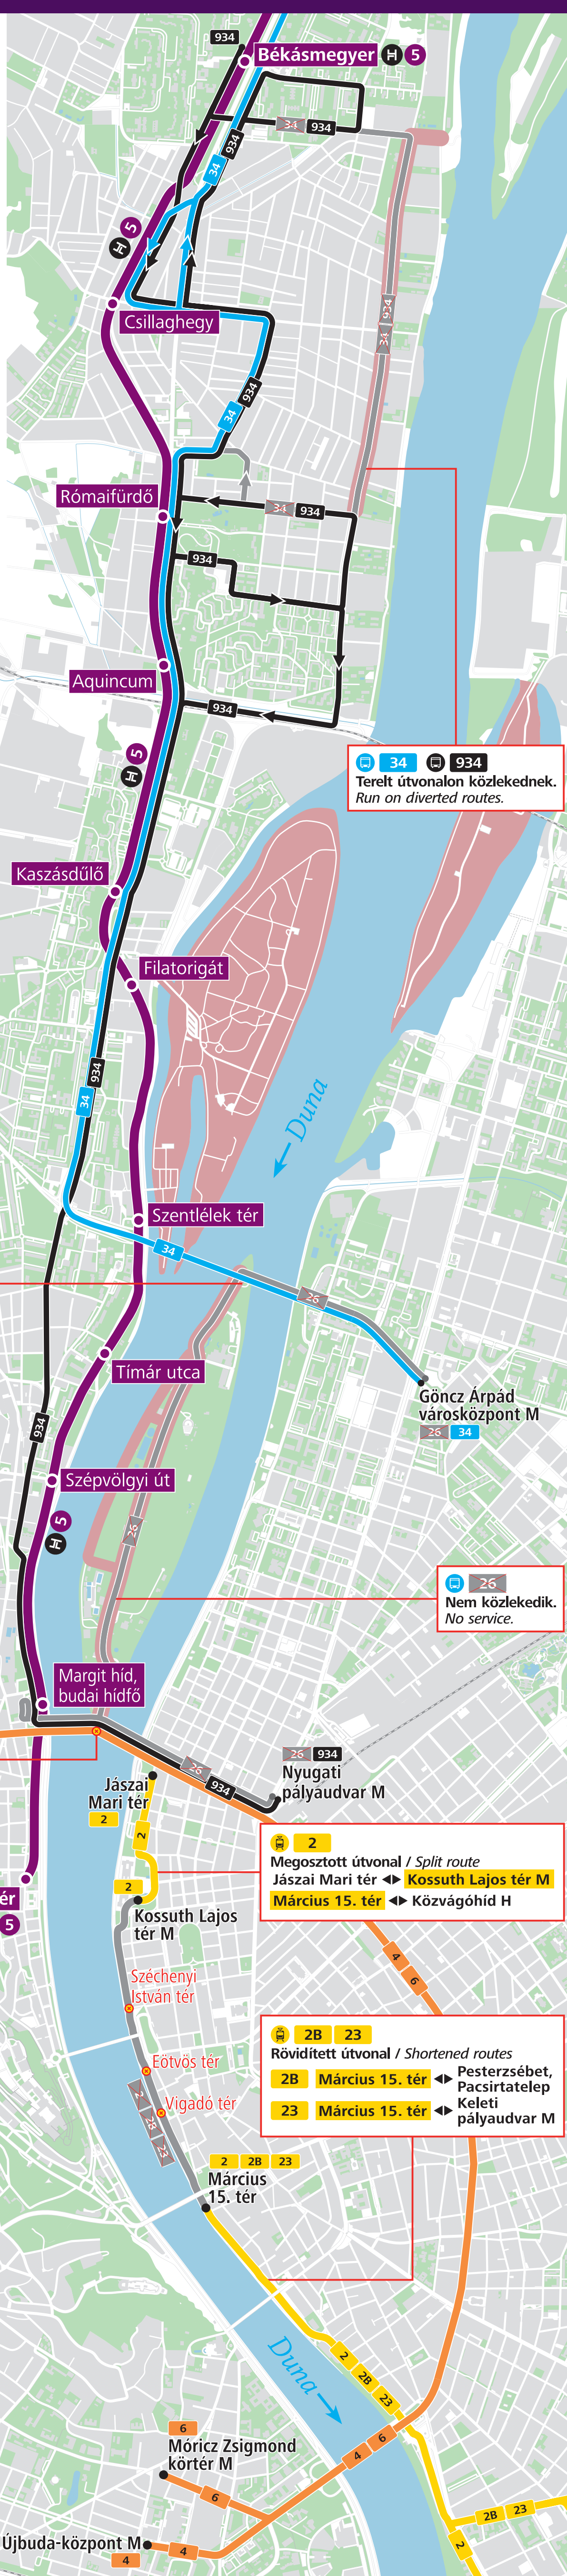 934
Békásmegyer H 5
34 934
934
34
5
H
Csillaghegy
934
34
934
34
Rómaifürdő
34 934
934
Aquincum
934
5
H
34 934
Terelt útvonalon közlekednek.
Run on diverted routes.
Kaszásdűlő
Filatorigát
934
34
Duna
Szentlélek tér
34
26
Tímár utca
Göncz Árpád
városközpont M
26 34
934
Szépvölgyi út
5
H
26
26
Nem közlekedik.
No service.
Margit híd,
budai hídfő
26 934
Nyugati
pályaudvar M
26
934
Jászai
Mari tér
2
2
2
Megosztott útvonal / Split route
Jászai Mari tér Kossuth Lajos tér M
Március 15. tér Közvágóhíd H
2
Kossuth Lajos
tér M
ér
5
4
6
Széchenyi
István tér
2B 23
Rövidített útvonal / Shortened routes
2B Március 15. tér Pesterzsébet,
Pacsirtatelep
23 Március 15. tér Keleti
pályaudvar M
Eötvös tér
Vigadó tér
2
2B
23
2 2B 23
Március
15. tér
Duna
2
2B
23
6
Móricz Zsigmond
körtér M
4 6
6
2B 23
Újbuda-központ M
4
4
2